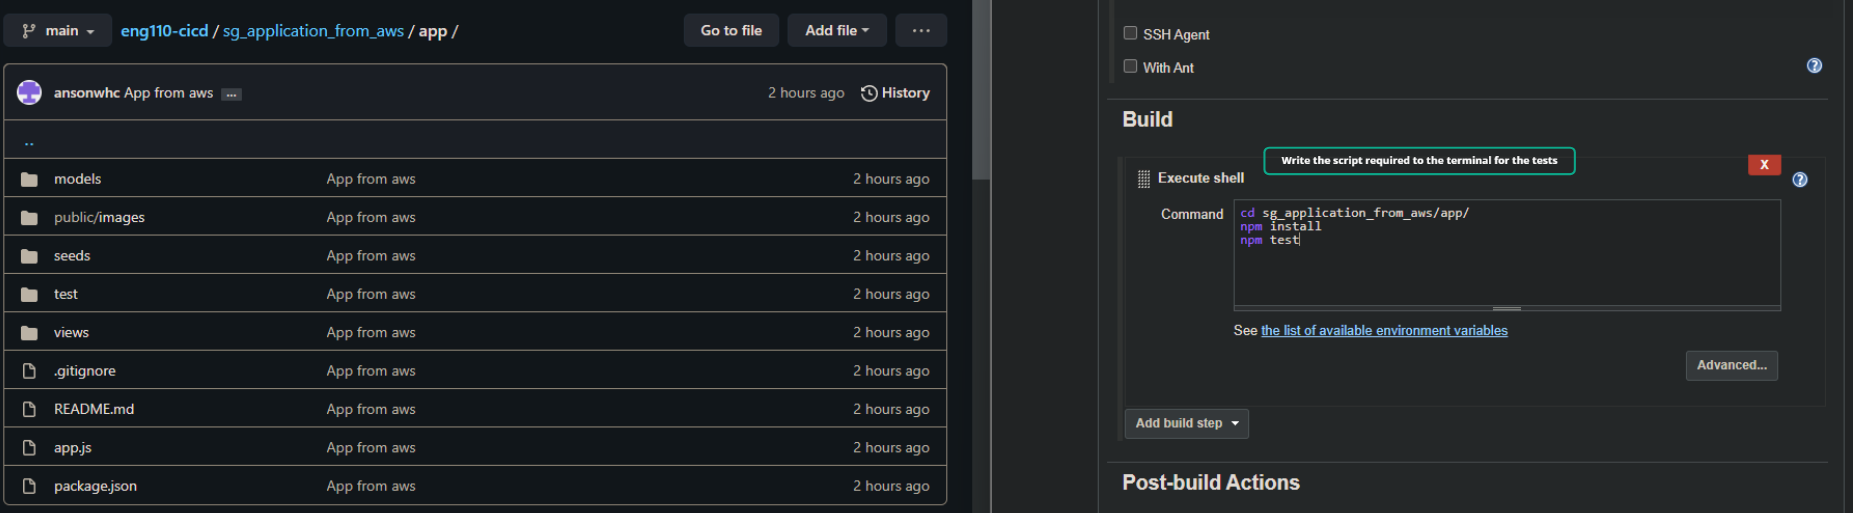 main
eng110-cicd / sg_application_from_aws / app /
Go to file
Add file
...
ansonwhc App from aws ...
2 hours ago
History
..
models App from aws 2 hours ago
public/images App from aws 2 hours ago
seeds App from aws 2 hours ago
test App from aws 2 hours ago
views App from aws 2 hours ago
.gitignore App from aws 2 hours ago
README.md App from aws 2 hours ago
app.js App from aws 2 hours ago
package.json App from aws 2 hours ago
SSH Agent
With Ant
?
Build
Write the script required to the terminal for the tests
X
Execute shell
?
Command
cd sg_application_from_aws/app/
npm install
npm test
See the list of available environment variables
Advanced...
Add build step
Post-build Actions